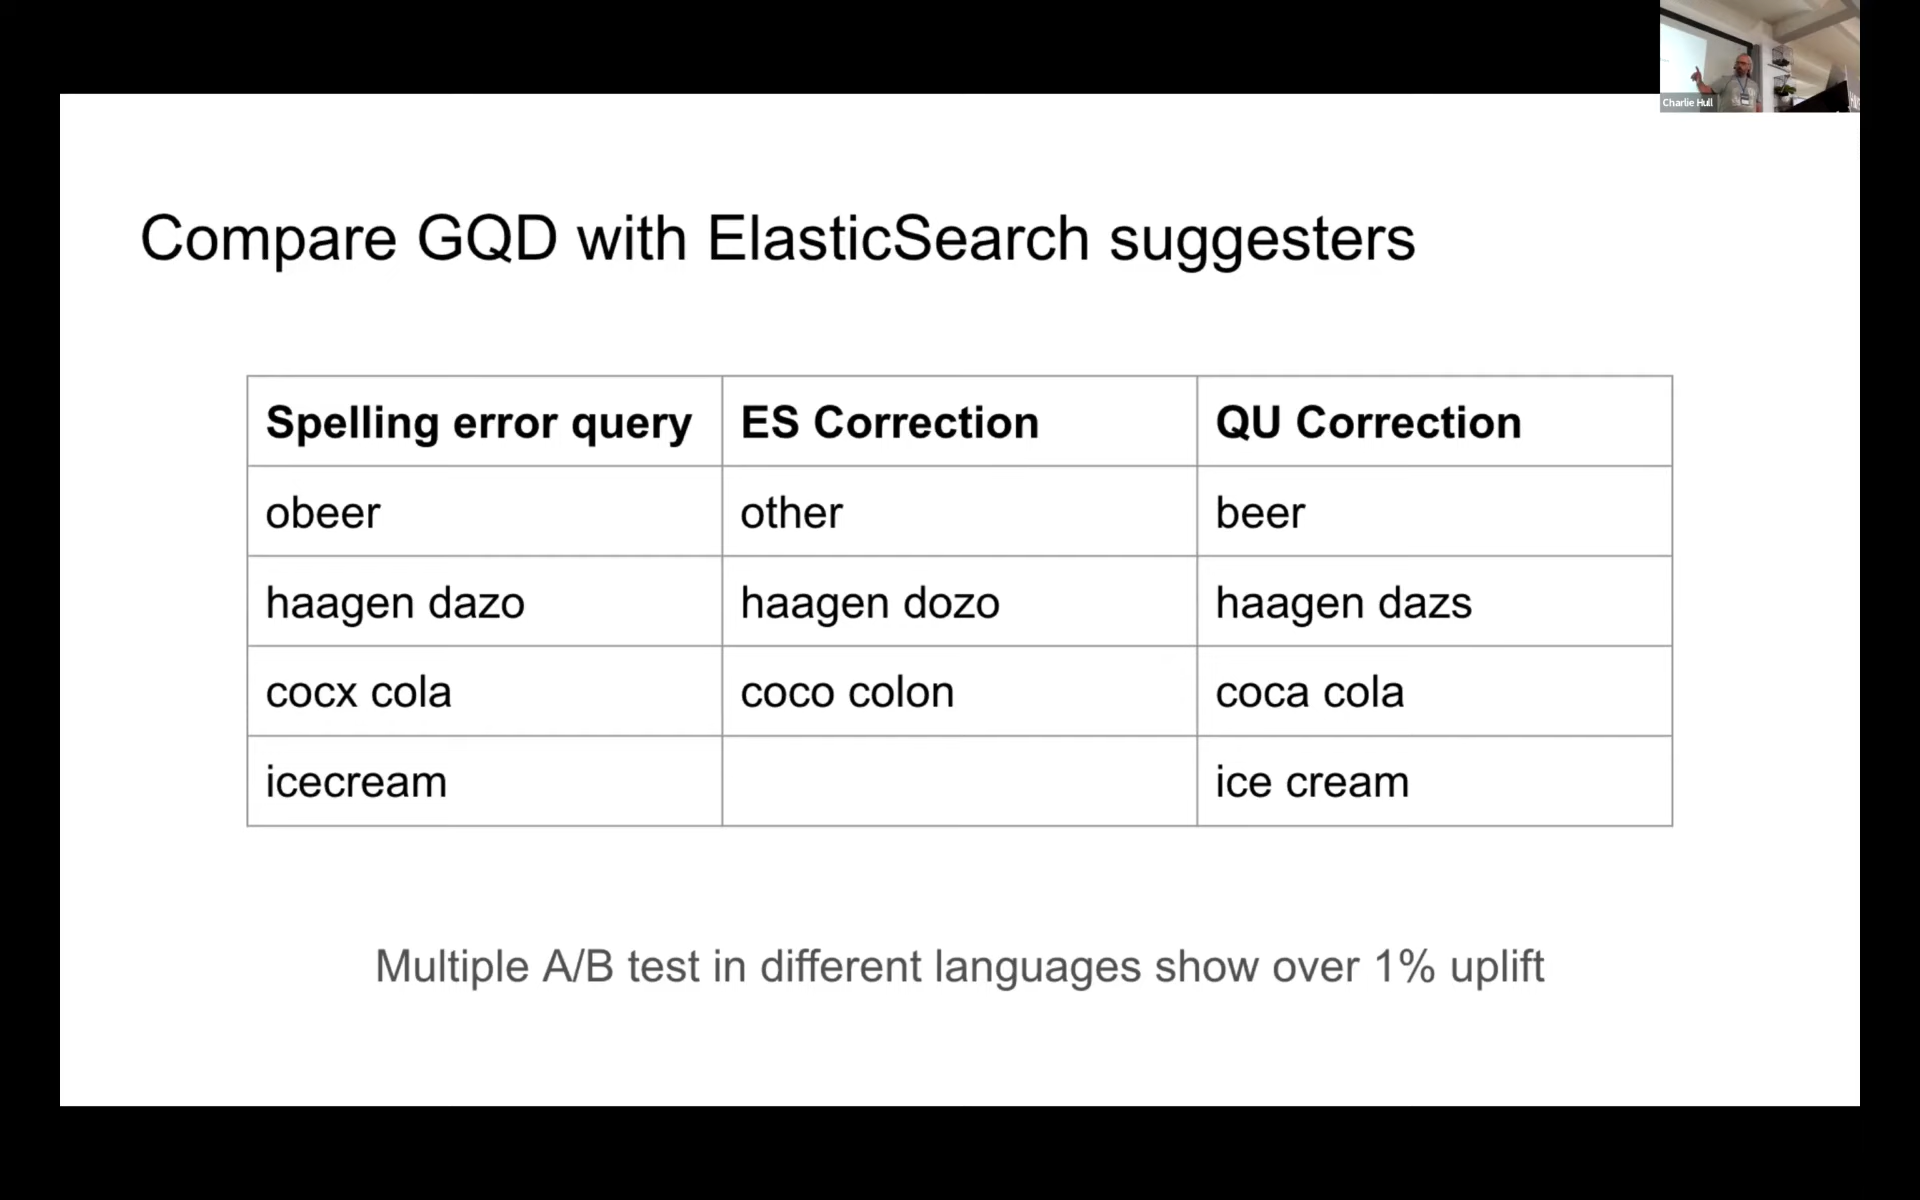 Charlie Hull
Compare GQD with ElasticSearch suggesters
Spelling error query ES Correction QU Correction
obeer other beer
haagen dazo haagen dozo haagen dazs
cocx cola coco colon coca cola
icecream ice cream
Multiple A/B test in different languages show over 1% uplift